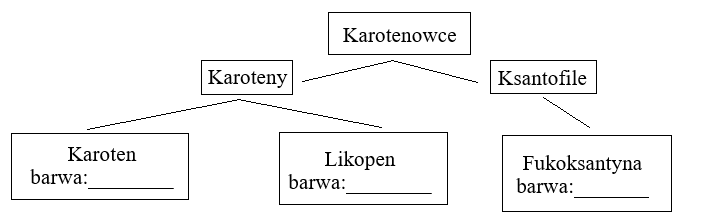 Karotenowce
Karoteny
Ksantofile
Karoten
barwa:________
Likopen
barwa:________
Fukoksantyna
barwa:_______